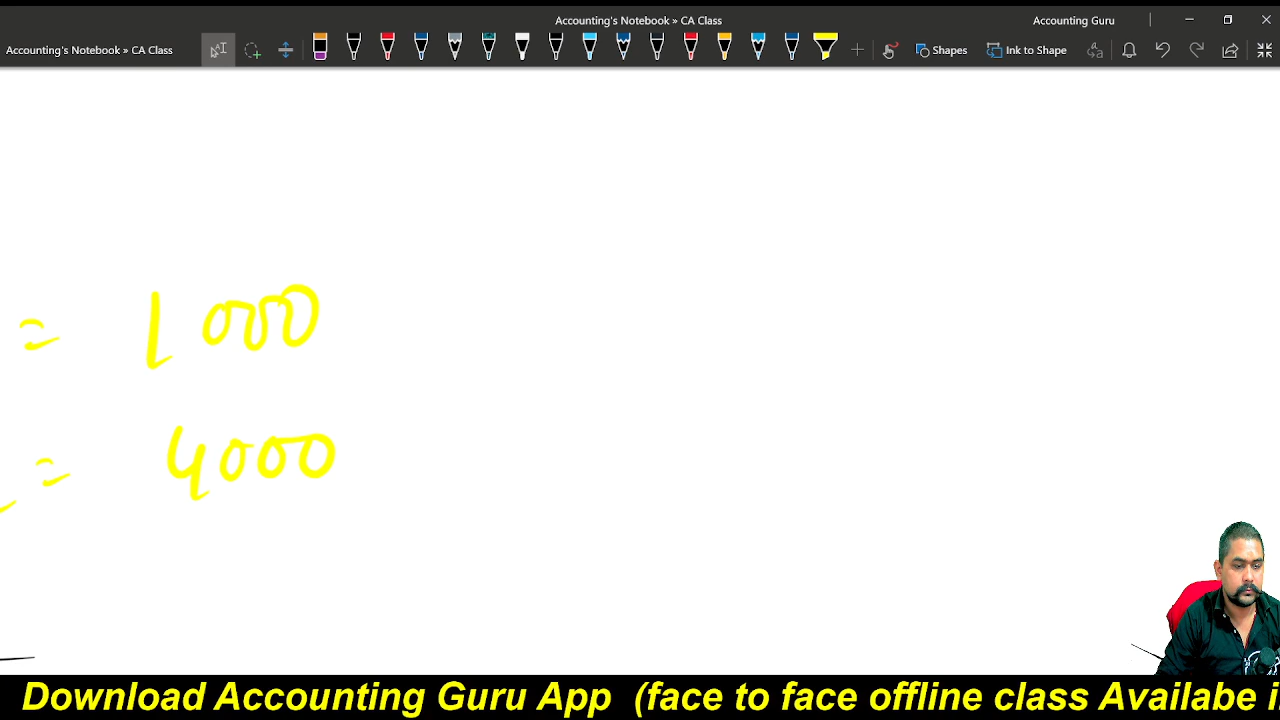 Accounting's Notebook » CA Class
Accounting Guru
Accounting's Notebook » CA Class
Shapes
Ink to Shape
= 1000
= 4000
Download Accounting Guru App (face to face offline class Availabe i